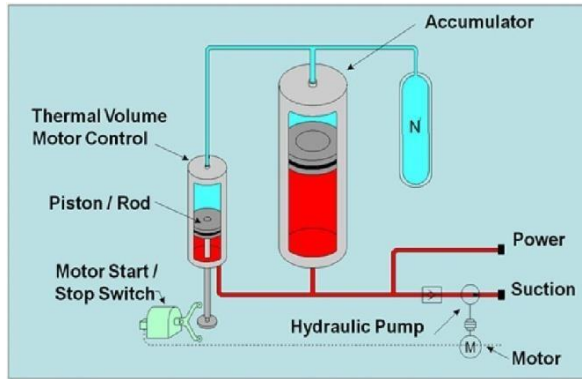 Accumulator
Thermal Volume
Motor Control
N
Piston / Rod
Power
Motor Start /
Stop Switch
Suction
Hydraulic Pump
M
Motor